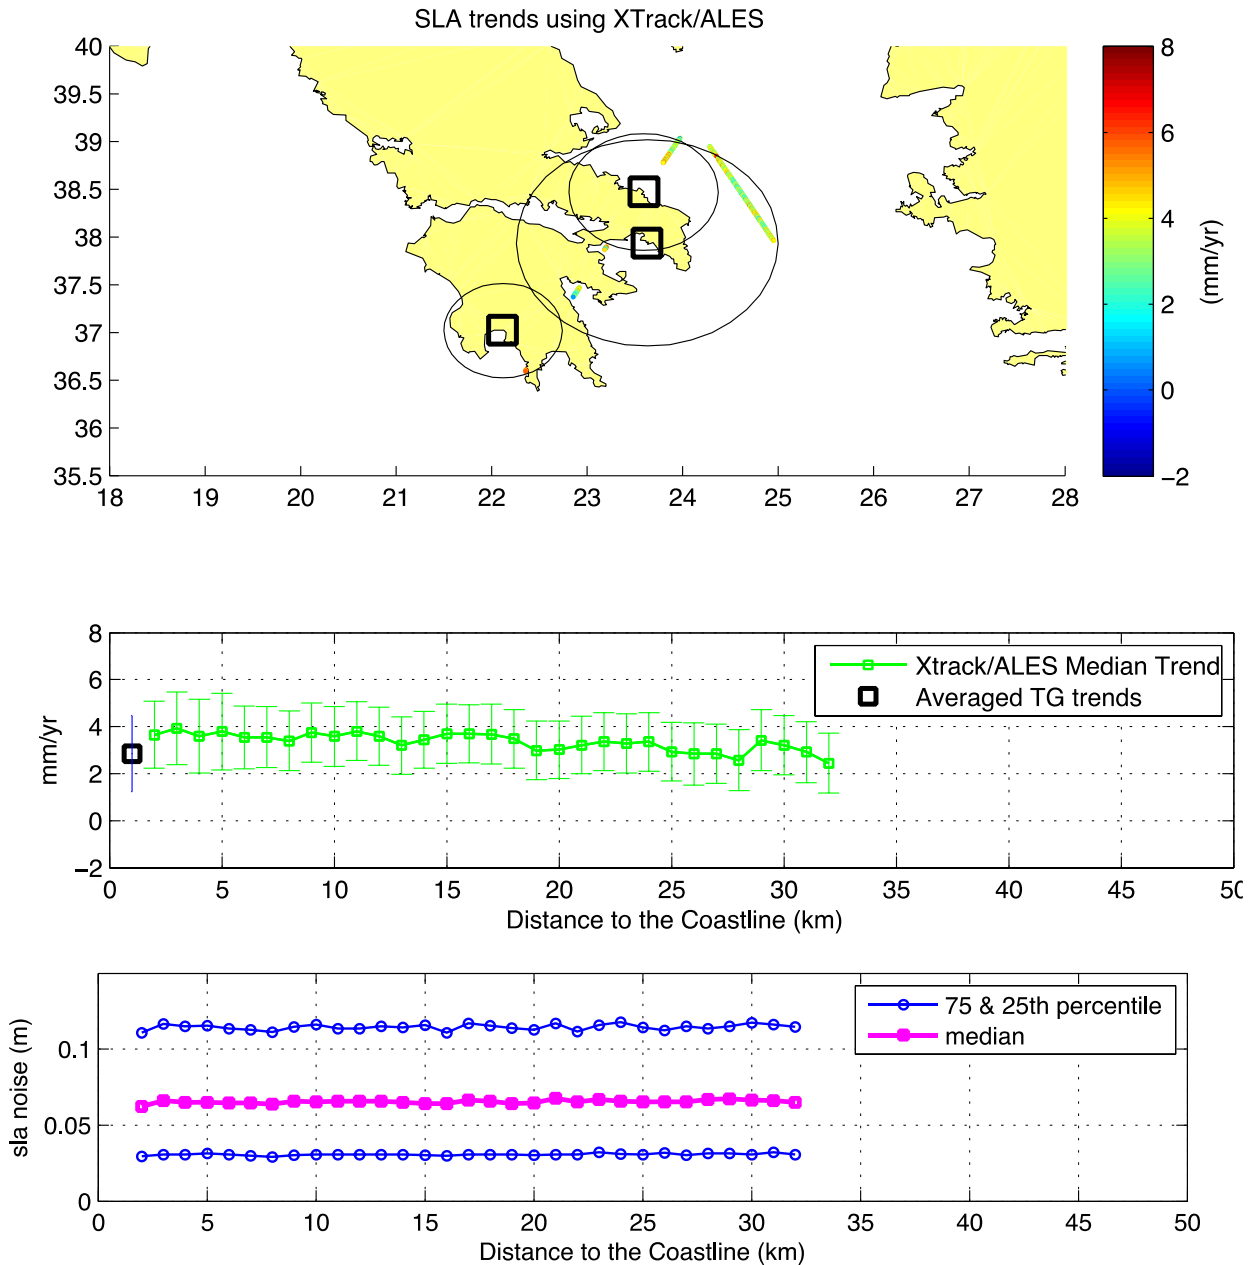 SLA trends using XTrack/ALES
40
39.5
39
38.5
38
37.5
37
36.5
36
35.5
18 19 20 21 22 23 24 25 26 27 28
8
6
4
2
0
−2
(mm/yr)
8
6
4
2
0
−2
mm/yr
Xtrack/ALES Median Trend
Averaged TG trends
0 5 10 15 20 25 30 35 40 45 50
Distance to the Coastline (km)
0.1
0.05
0
sla noise (m)
75 & 25th percentile
median
0 5 10 15 20 25 30 35 40 45 50
Distance to the Coastline (km)